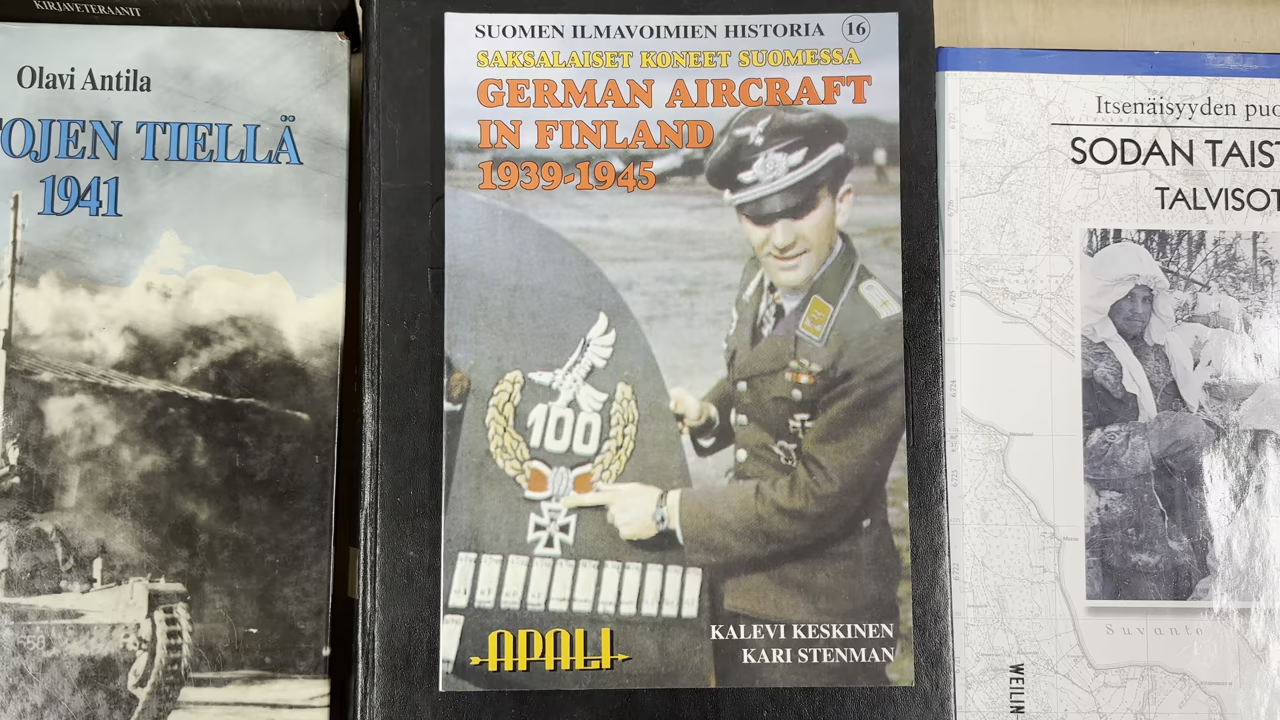 KIRJAVETERAANIT
Olavi Antila
OJEN TIELLÄ
1941
558
SUOMEN ILMAVOIMIEN HISTORIA 16
SAKSALAISET KONEET SUOMESSA
GERMAN AIRCRAFT
IN FINLAND
1939-1945
100
APALI
KALEVI KESKINEN
KARI STENMAN
Itsenäisyyden puo
SODAN TAIST
TALVISOT
Suvanto
WEILIN